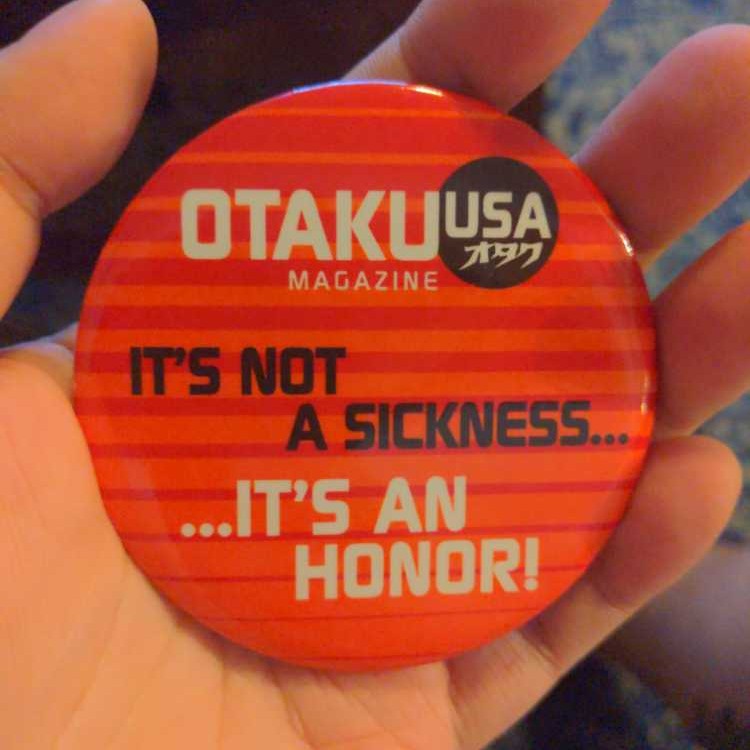 OTAKU USA
オタク
MAGAZINE
IT'S NOT
A SICKNESS...
...IT'S AN
HONOR!